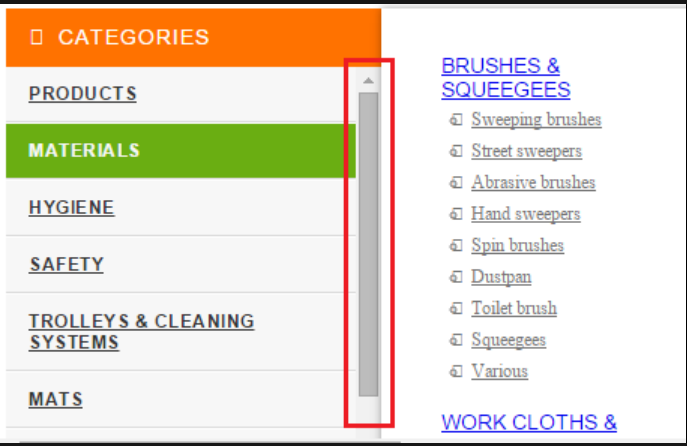 CATEGORIES
PRODUCTS
MATERIALS
HYGIENE
SAFETY
TROLLEYS & CLEANING
SYSTEMS
MATS
BRUSHES &
SQUEEGEES
Sweeping brushes
Street sweepers
Abrasive brushes
Hand sweepers
Spin brushes
Dustpan
Toilet brush
Squeegees
Various
WORK CLOTHS &